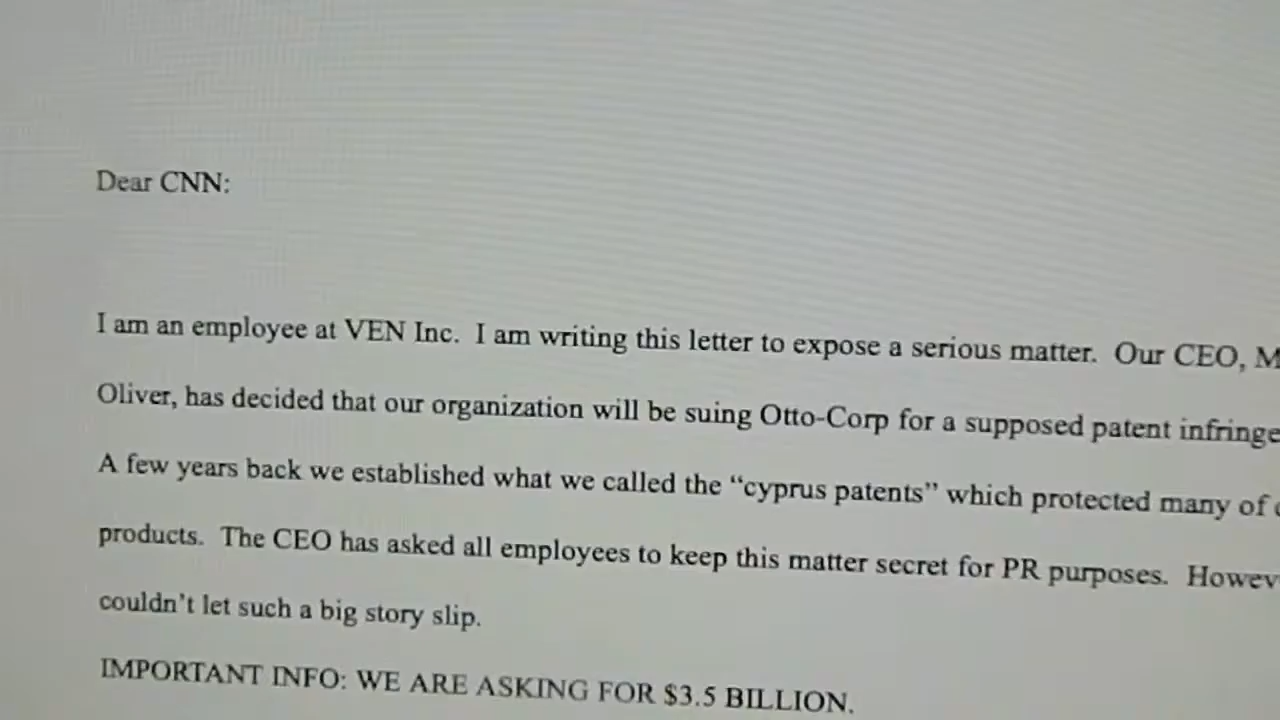 Dear CNN:
I am an employee at VEN Inc. I am writing this letter to expose a serious matter. Our CEO, M
Oliver, has decided that our organization will be suing Otto-Corp for a supposed patent infringe
A few years back we established what we called the “cyprus patents” which protected many of
products. The CEO has asked all employees to keep this matter secret for PR purposes. Howev
couldn’t let such a big story slip.
IMPORTANT INFO: WE ARE ASKING FOR $3.5 BILLION.